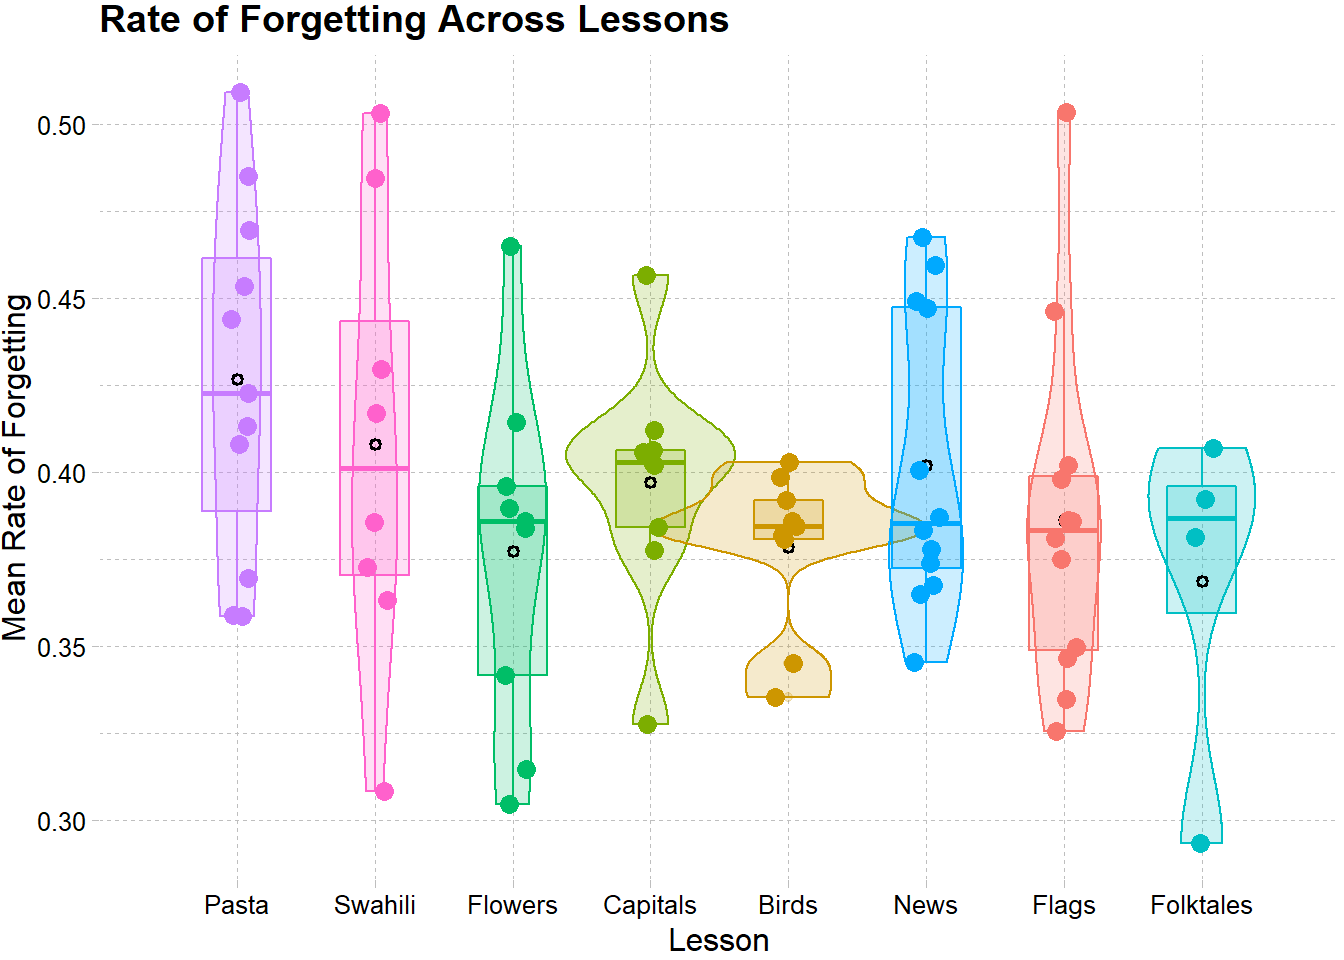 Rate of Forgetting Across Lessons
Mean Rate of Forgetting
0.50
0.45
0.40
0.35
0.30
Pasta Swahili Flowers Capitals Birds News Flags Folktales
Lesson